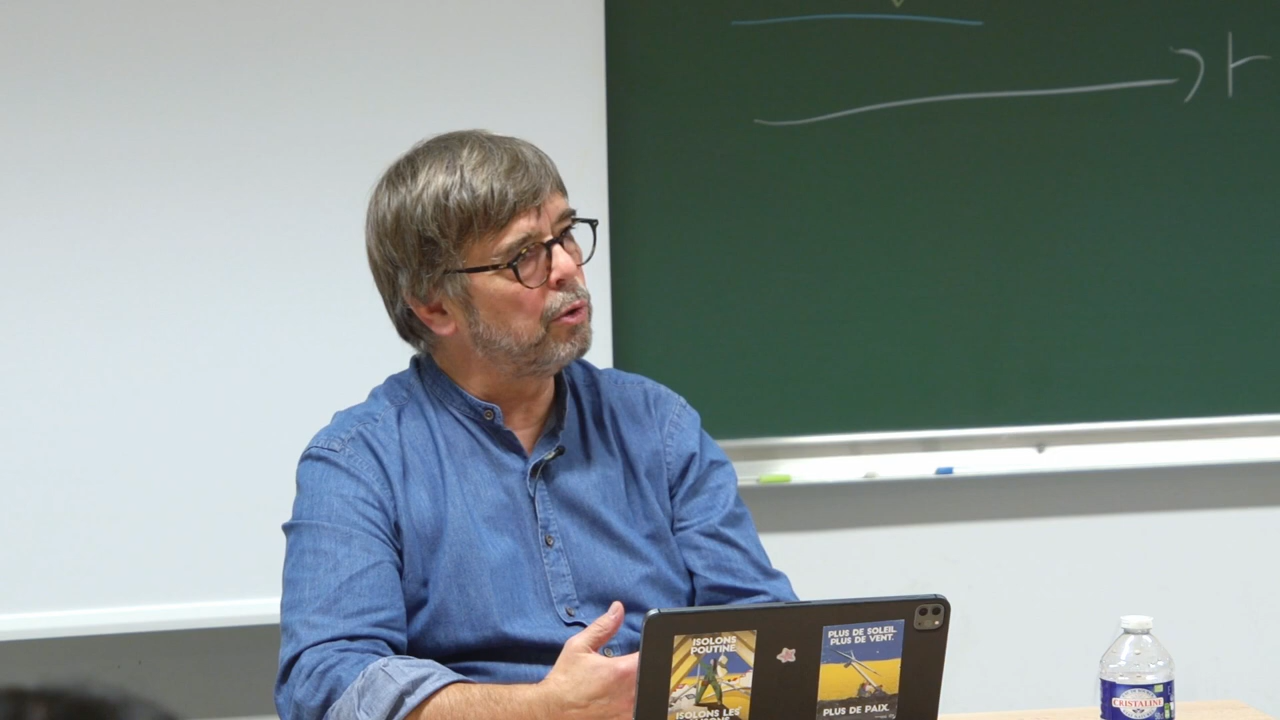 ISOLONS
POUTINE
ISOLONS LES
PLUS DE SOLEIL.
PLUS DE VENT.
PLUS DE PAIX.
CRISTALINE